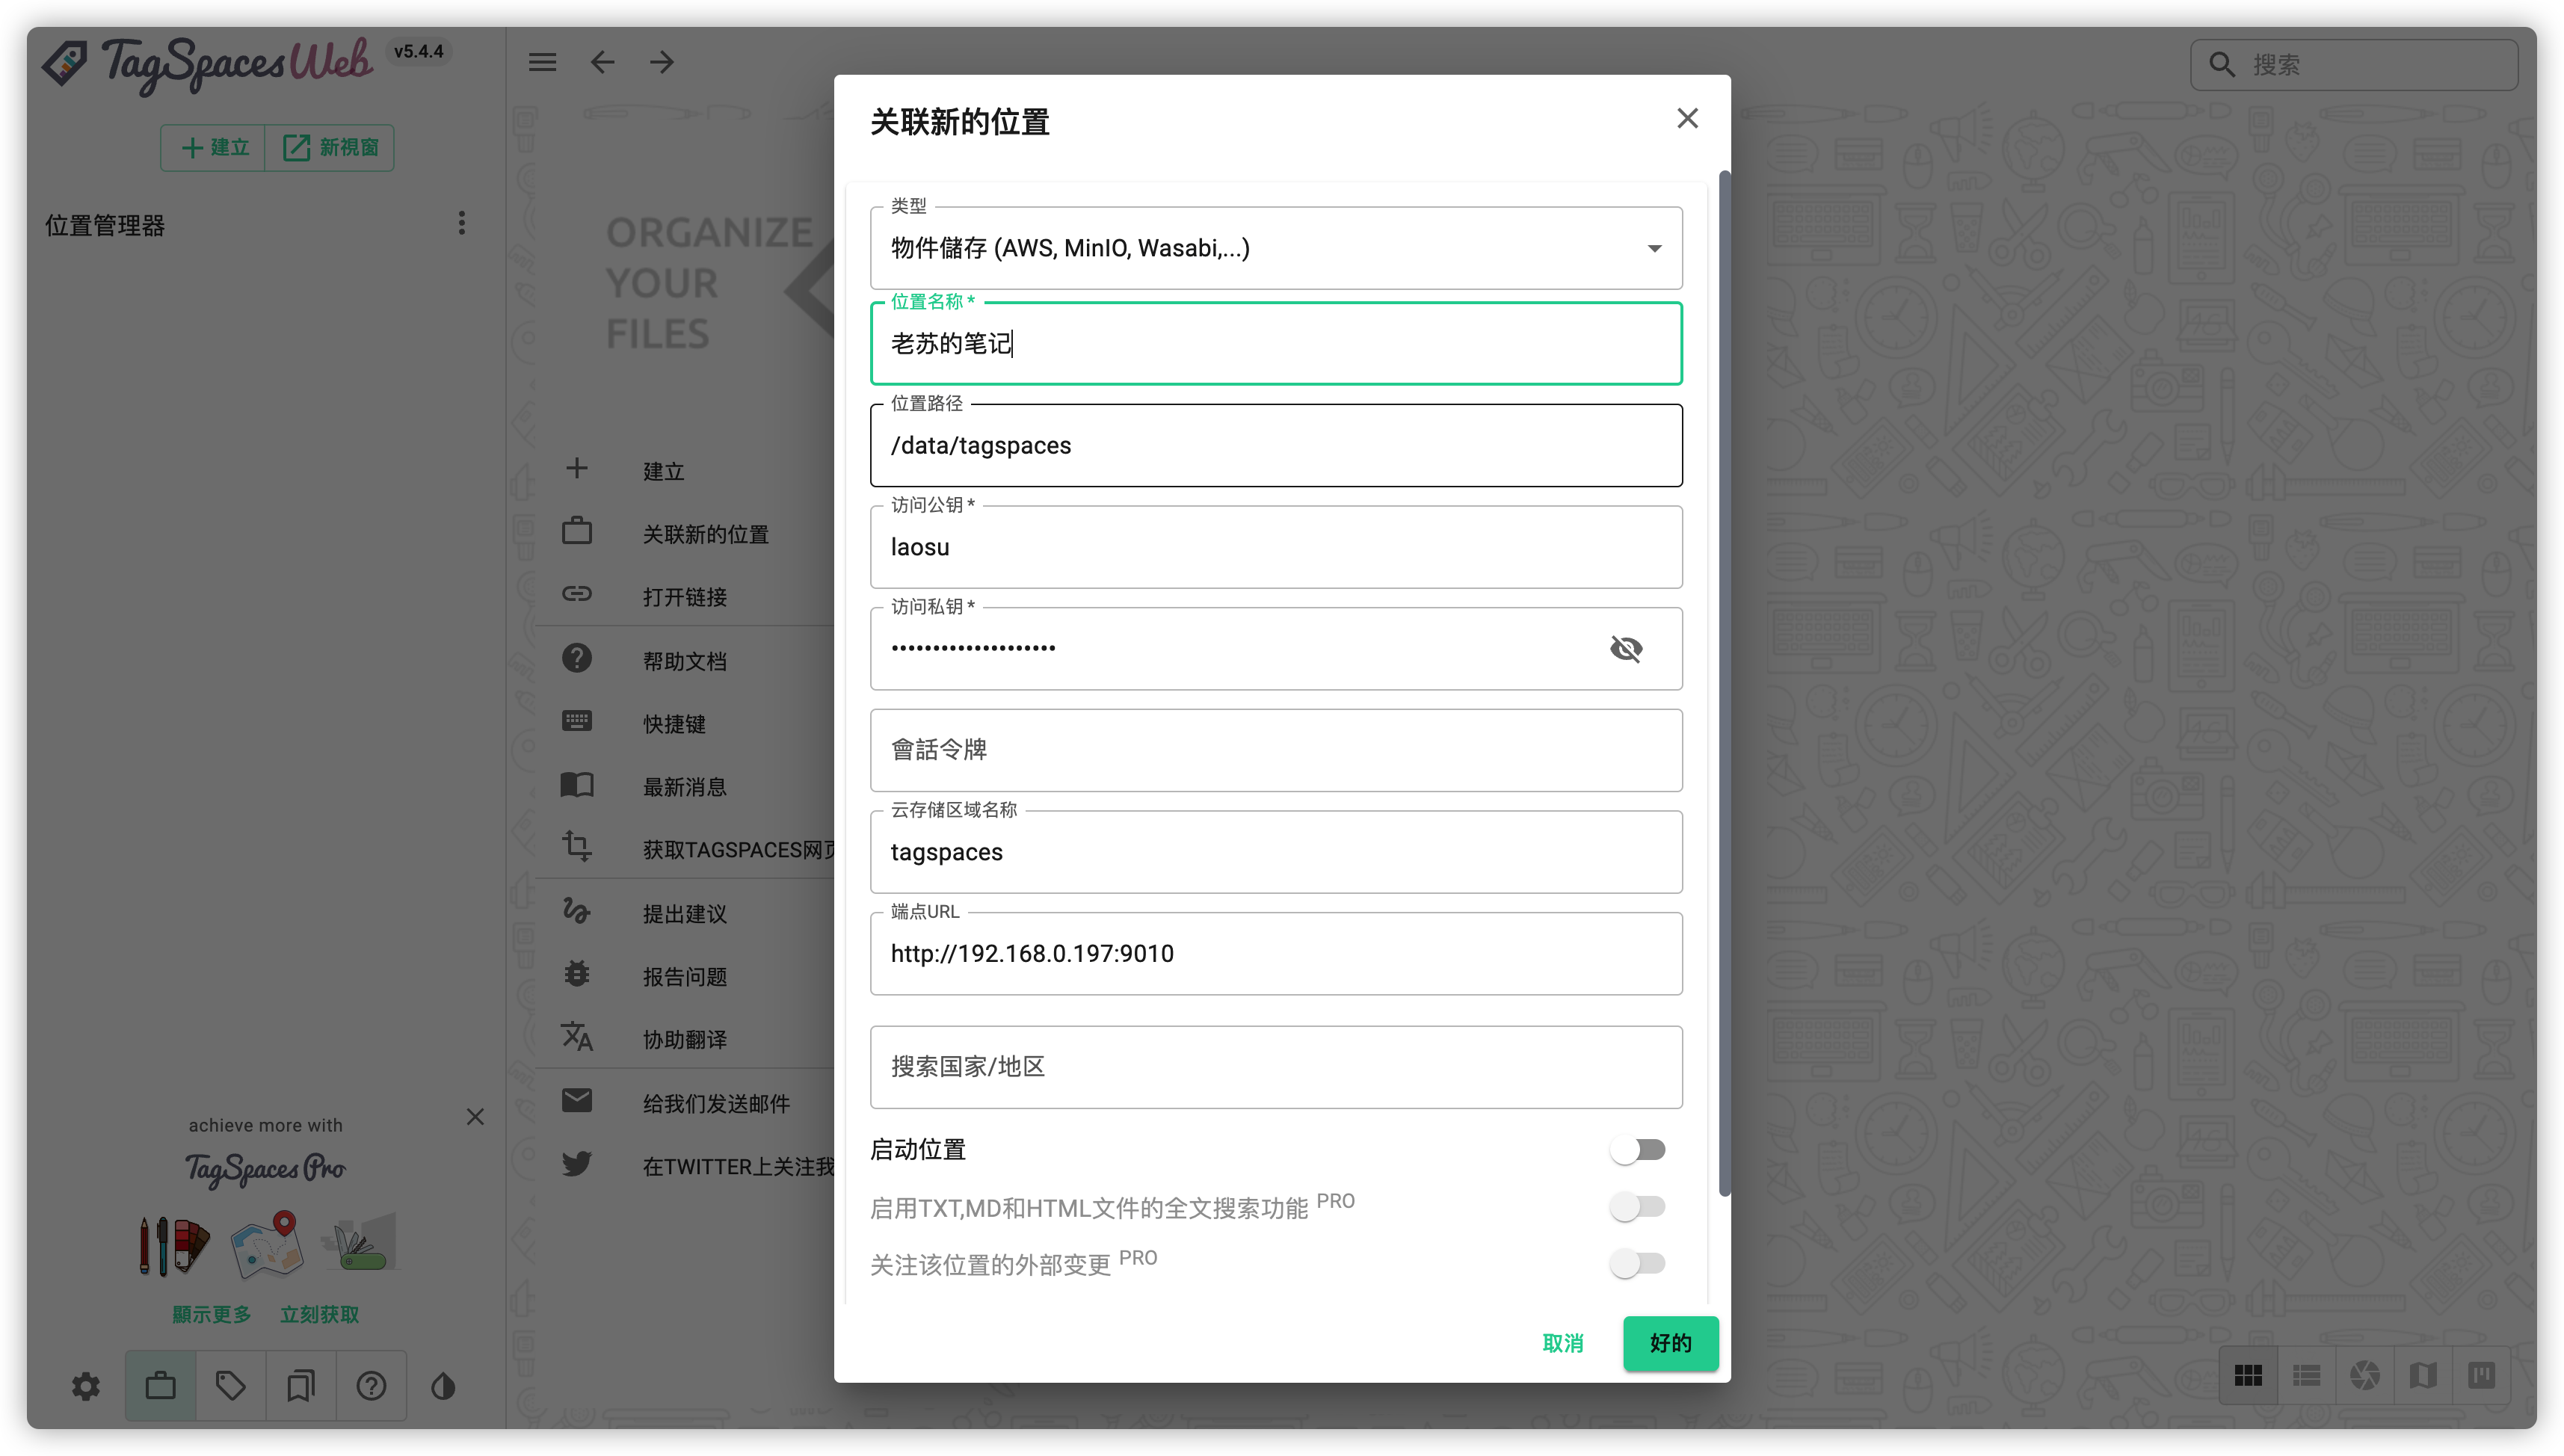 TagSpacesWeb v5.4.4
建立 新視窗
位置管理器
achieve more with
TagSpaces Pro
顯示更多 立刻获取
搜索
ORGANIZE
YOUR
FILES
建立
关联新的位置
打开链接
帮助文档
快捷键
最新消息
获取TAGSPACES网页
提出建议
报告问题
协助翻译
给我们发送邮件
在TWITTER上关注我
关联新的位置
类型
物件儲存 (AWS, MinIO, Wasabi,...)
位置名称 *
老苏的笔记
位置路径
/data/tagspaces
访问公钥 *
laosu
访问私钥 *
••••••••••••••••••••
會話令牌
云存储区域名称
tagspaces
端点URL
http://192.168.0.197:9010
搜索国家/地区
启动位置
启用TXT,MD和HTML文件的全文搜索功能 PRO
关注该位置的外部变更 PRO
取消 好的